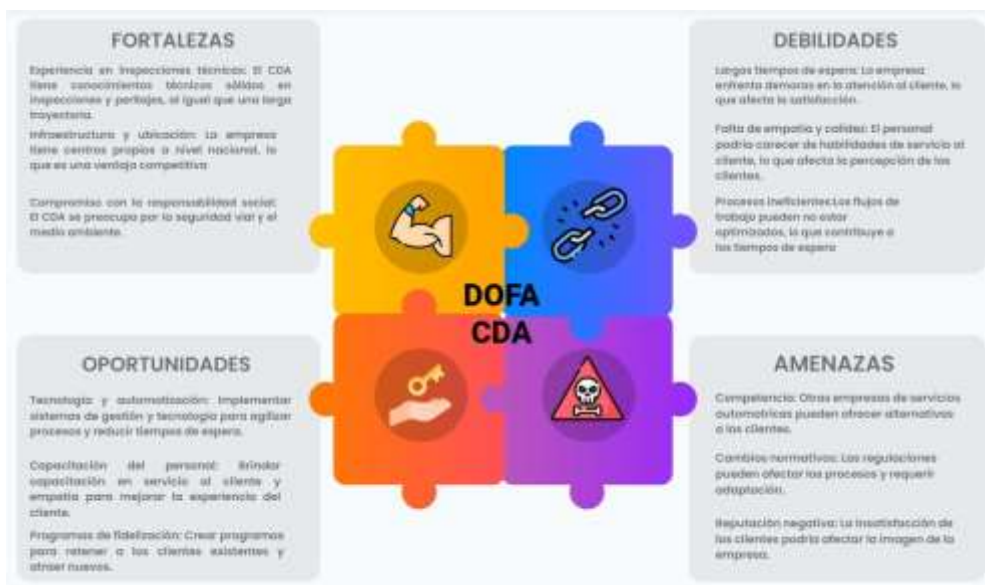 FORTALEZAS
Experiencia en inspecciones técnicas: El CDA
tiene conocimientos técnicos sólidos en
inspecciones y peritajes, al igual que una larga
trayectoria.
Infraestructura y ubicación: La empresa
tiene centros propios a nivel nacional, lo
que es una ventaja competitiva
Compromiso con la responsabilidad social:
El CDA se preocupa por la seguridad vial y el
medio ambiente.
DEBILIDADES
Largos tiempos de espera: La empresa
enfrenta demoras en la atención al cliente, lo
que afecta la satisfacción.
Falta de empatía y calidez: El personal
podría carecer de habilidades de servicio al
cliente, lo que afecta la percepción de los
clientes.
Procesos ineficientes:Los flujos de
trabajo pueden no estar
optimizados, lo que contribuye a
los tiempos de espera
DOFA
CDA
OPORTUNIDADES
Tecnología y automatización: Implementar
sistemas de gestión y tecnología para agilizar
procesos y reducir tiempos de espera.
Capacitación del personal: Brindar
capacitación en servicio al cliente y
empatía para mejorar la experiencia del
cliente.
Programas de fidelización: Crear programas
para retener a los clientes existentes y
atraer nuevos.
AMENAZAS
Competencia: Otras empresas de servicios
automotrices pueden ofrecer alternativas
a los clientes.
Cambios normativos: Las regulaciones
pueden afectar los procesos y requerir
adaptación.
Reputación negativa: La insatisfacción de
los clientes podría afectar la imagen de la
empresa.